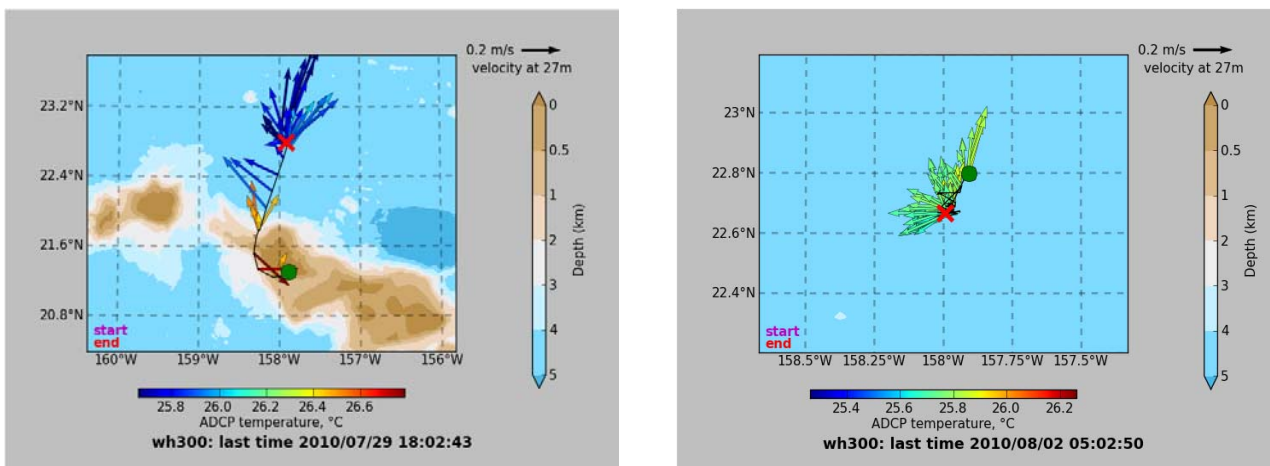 0.2 m/s
velocity at 27m
23.2°N
22.4°N
21.6°N
20.8°N
start
end
160°W 159°W 158°W 157°W 156°W
0
0.5
1
2
3
4
5
Depth (km)
25.8 26.0 26.2 26.4 26.6
ADCP temperature, °C
wh300: last time 2010/07/29 18:02:43
0.2 m/s
velocity at 27m
23°N
22.8°N
22.6°N
22.4°N
start
end
158.5°W 158.25°W 158°W 157.75°W 157.5°W
0
0.5
1
2
3
4
5
Depth (km)
25.4 25.6 25.8 26.0 26.2
ADCP temperature, °C
wh300: last time 2010/08/02 05:02:50